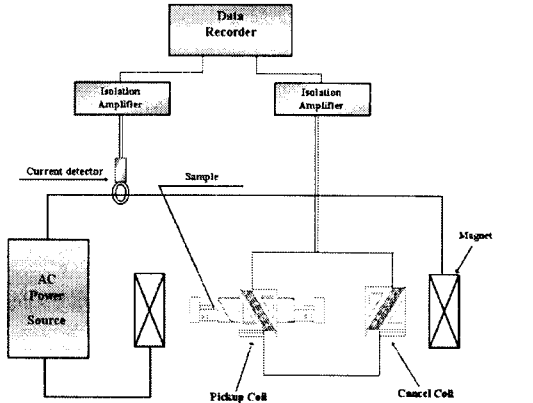 Data
Recorder
Isolation
Amplifier
Isolation
Amplifier
Current detector
Sample
Magnet
AC
Power
Source
Pickup Coil
Cancel Coil